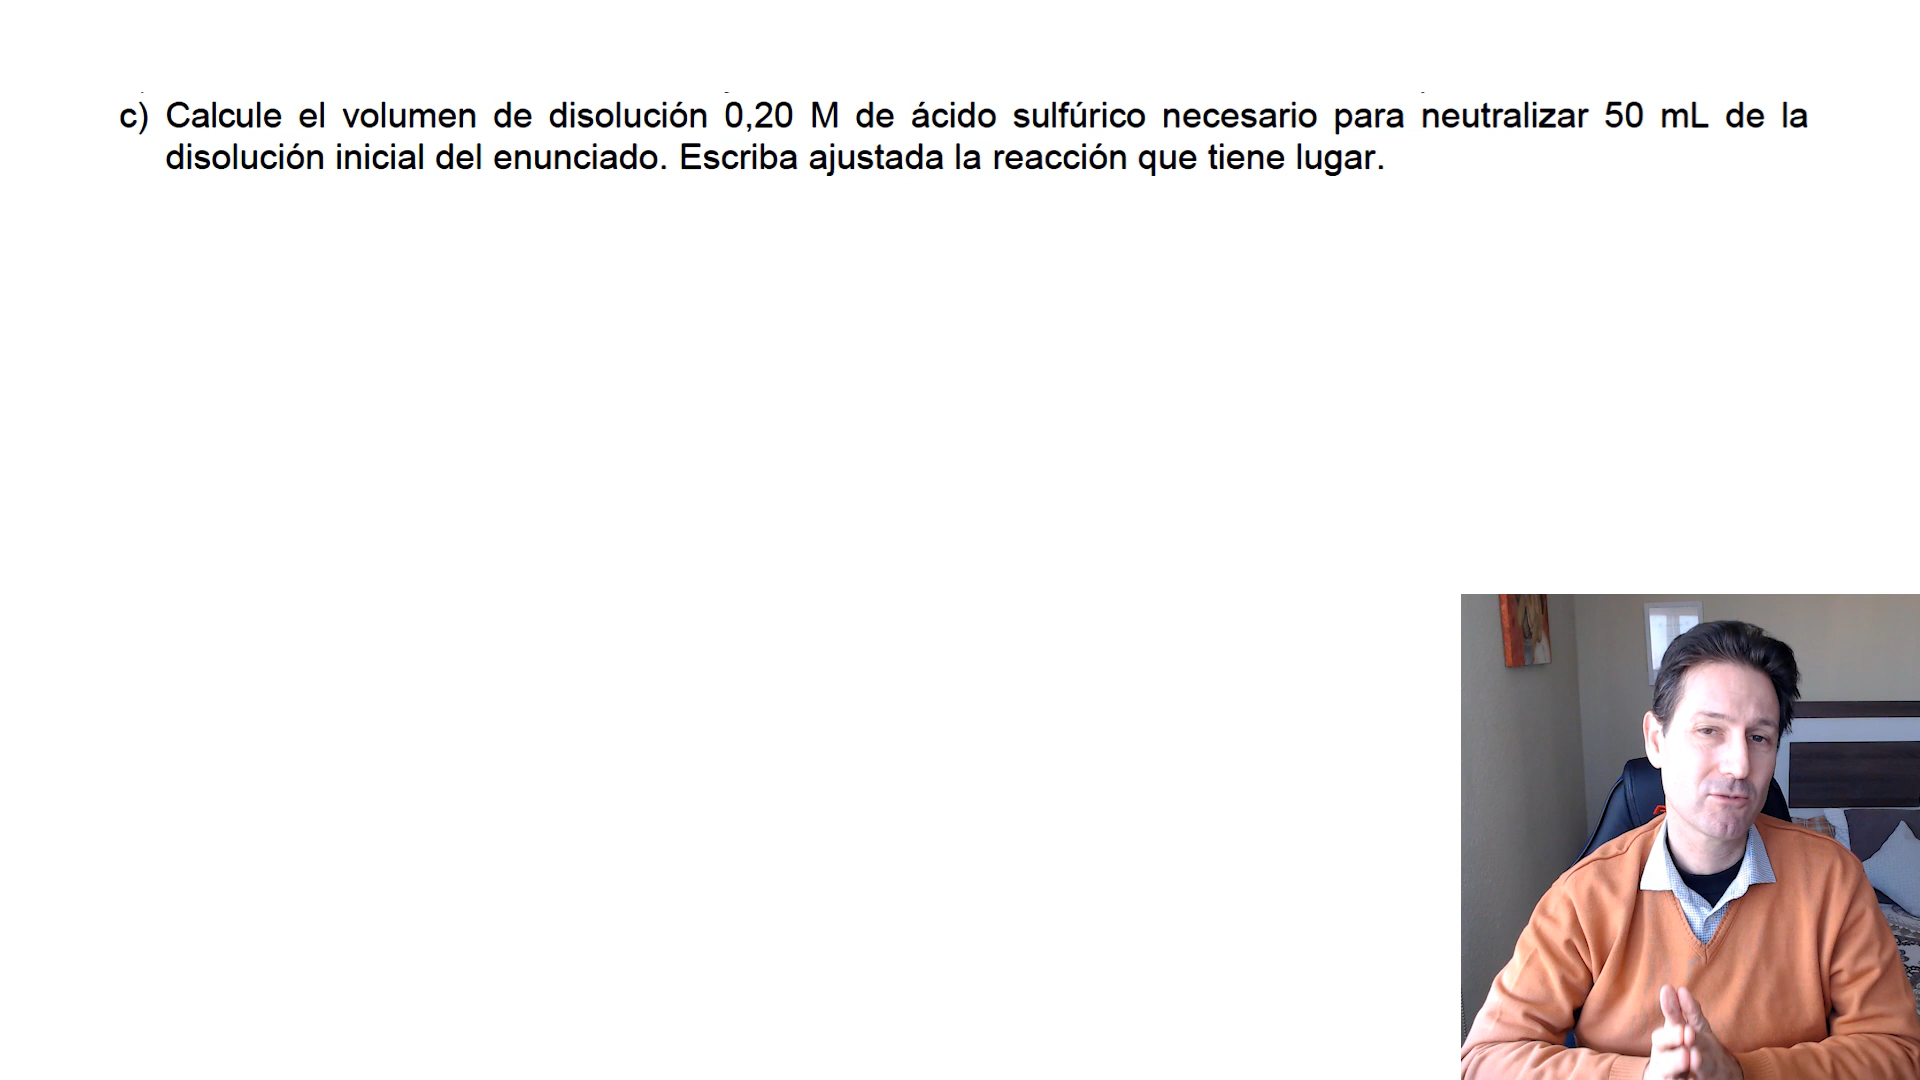 c) Calcule el volumen de disolución 0,20 M de ácido sulfúrico necesario para neutralizar 50 mL de la
disolución inicial del enunciado. Escriba ajustada la reacción que tiene lugar.